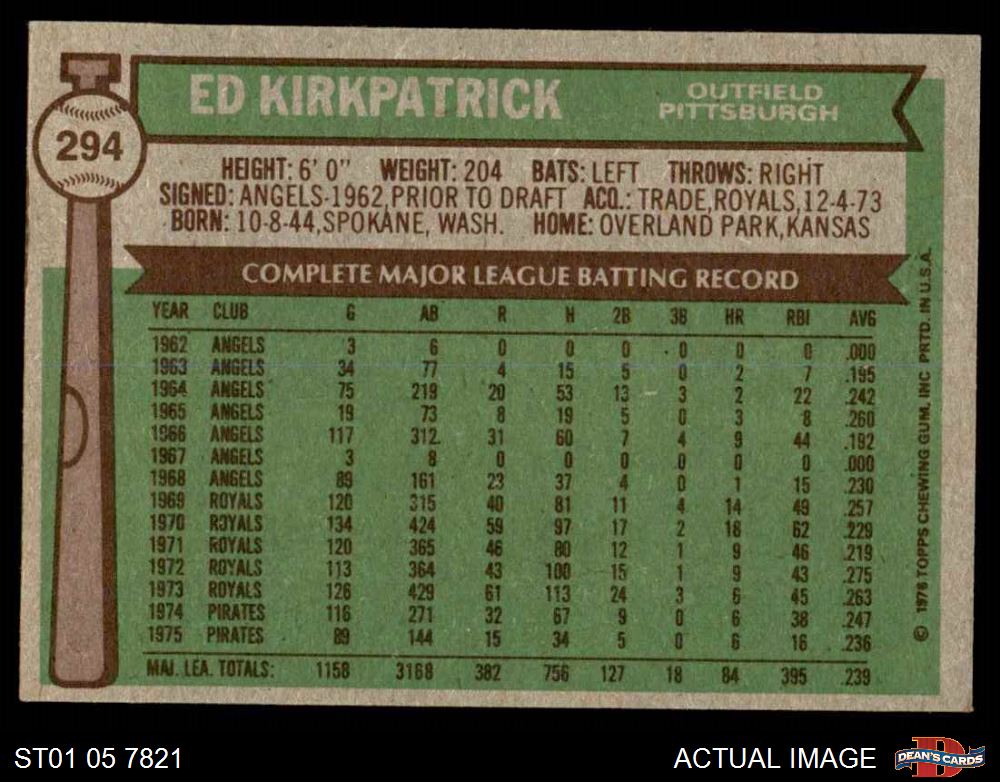 294
ED KIRKPATRICK
OUTFIELD
PITTSBURGH
HEIGHT: 6' 0" WEIGHT: 204 BATS: LEFT THROWS: RIGHT
SIGNED: ANGELS-1962, PRIOR TO DRAFT ACQ.: TRADE, ROYALS, 12-4-73
BORN: 10-8-44, SPOKANE, WASH. HOME: OVERLAND PARK, KANSAS
COMPLETE MAJOR LEAGUE BATTING RECORD
YEAR CLUB G AB R H 2B 3B HR RBI AVG
1962 ANGELS 3 6 0 0 0 0 0 0 .000
1963 ANGELS 34 77 4 15 5 0 2 7 .195
1964 ANGELS 75 219 20 53 13 3 2 22 .242
1965 ANGELS 19 73 8 19 5 0 3 8 .260
1966 ANGELS 117 312 31 60 7 4 9 44 .192
1967 ANGELS 3 8 0 0 0 0 0 0 .000
1968 ANGELS 89 161 23 37 4 0 1 15 .230
1969 ROYALS 120 315 40 81 11 4 14 49 .257
1970 ROYALS 134 424 59 97 17 2 18 62 .229
1971 ROYALS 120 365 46 80 12 1 9 46 .219
1972 ROYALS 113 364 43 100 15 1 9 43 .275
1973 ROYALS 126 429 61 113 24 3 6 45 .263
1974 PIRATES 116 271 32 67 9 0 6 38 .247
1975 PIRATES 89 144 15 34 5 0 6 16 .236
MAJ. LEA. TOTALS: 1158 3168 382 756 127 18 84 395 .239
© 1976 TOPPS CHEWING GUM, INC PRTD. IN U.S.A.
ST01 05 7821
ACTUAL IMAGE
D
DEAN'S CARDS